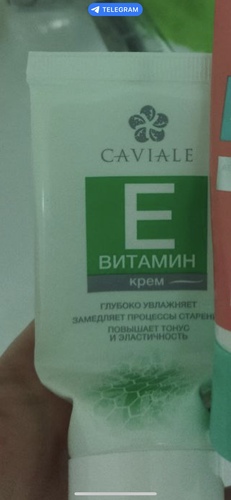 TELEGRAM
CAVIALE
E
ВИТАМИН
крем
ГЛУБОКО УВЛАЖНЯЕТ
ЗАМЕДЛЯЕТ ПРОЦЕССЫ СТАРЕН
ПОВЫШАЕТ ТОНУС
И ЭЛАСТИЧНОСТЬ